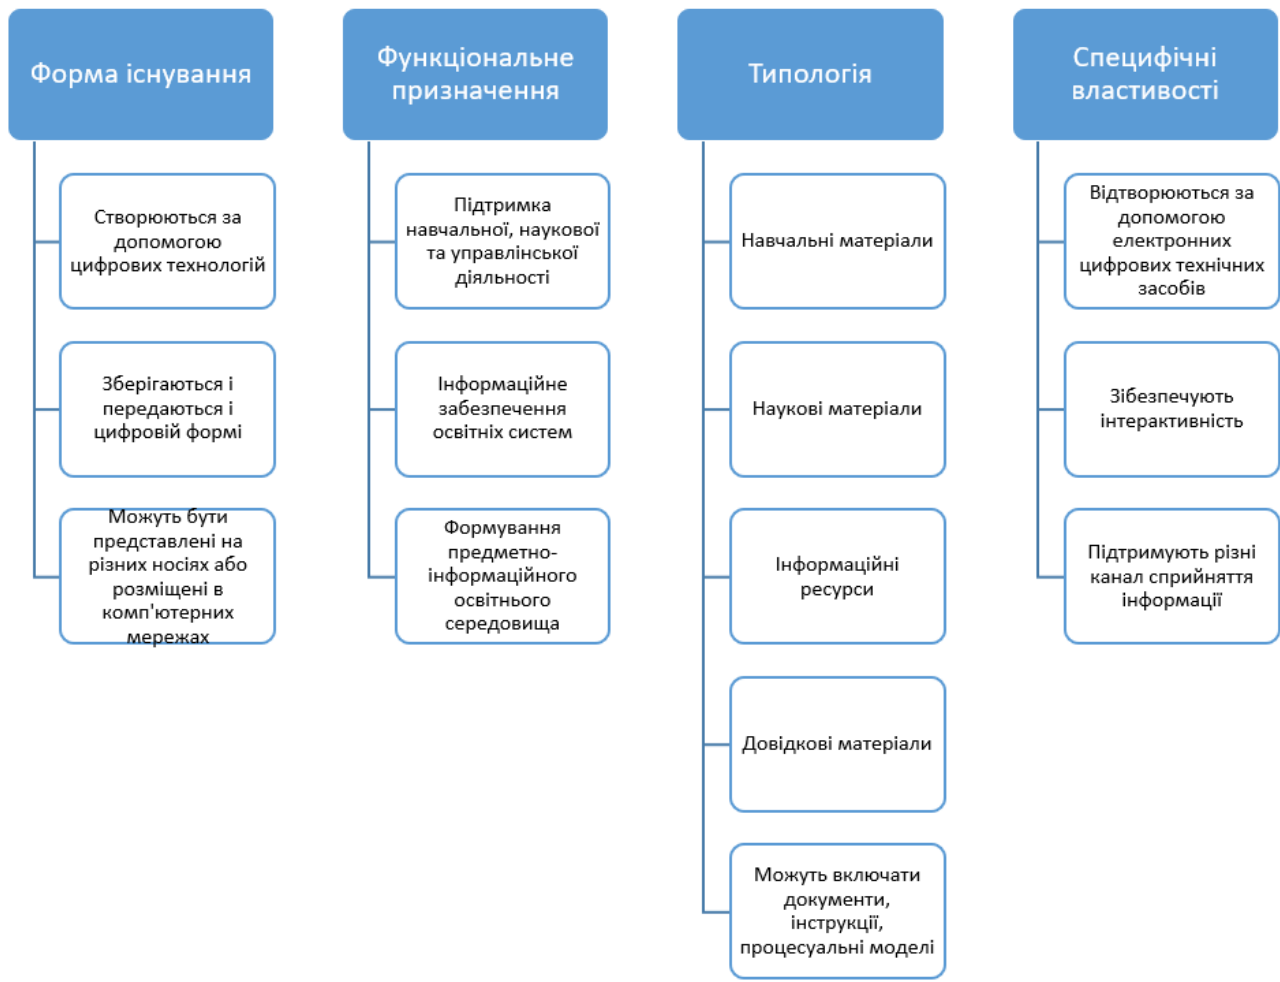 Форма існування
Створюються за
допомогою
цифрових технологій
Зберігаються і
передаються і
цифровій формі
Можуть бути
представлені на
різних носіях або
розміщені в
комп'ютерних
мережах
Функціональне
призначення
Підтримка
навчальної, наукової
та управлінської
діяльності
Інформаційне
забезпечення
освітніх систем
Формування
предметно-
інформаційного
освітнього
середовища
Типологія
Навчальні матеріали
Наукові матеріали
Інформаційні
ресурси
Довідкові матеріали
Можуть включати
документи,
інструкції,
процесуальні моделі
Специфічні
властивості
Відтворюються за
допомогою
електронних
цифрових технічних
засобів
Зібезпечують
інтерактивність
Підтримують різні
канал сприйняття
інформації